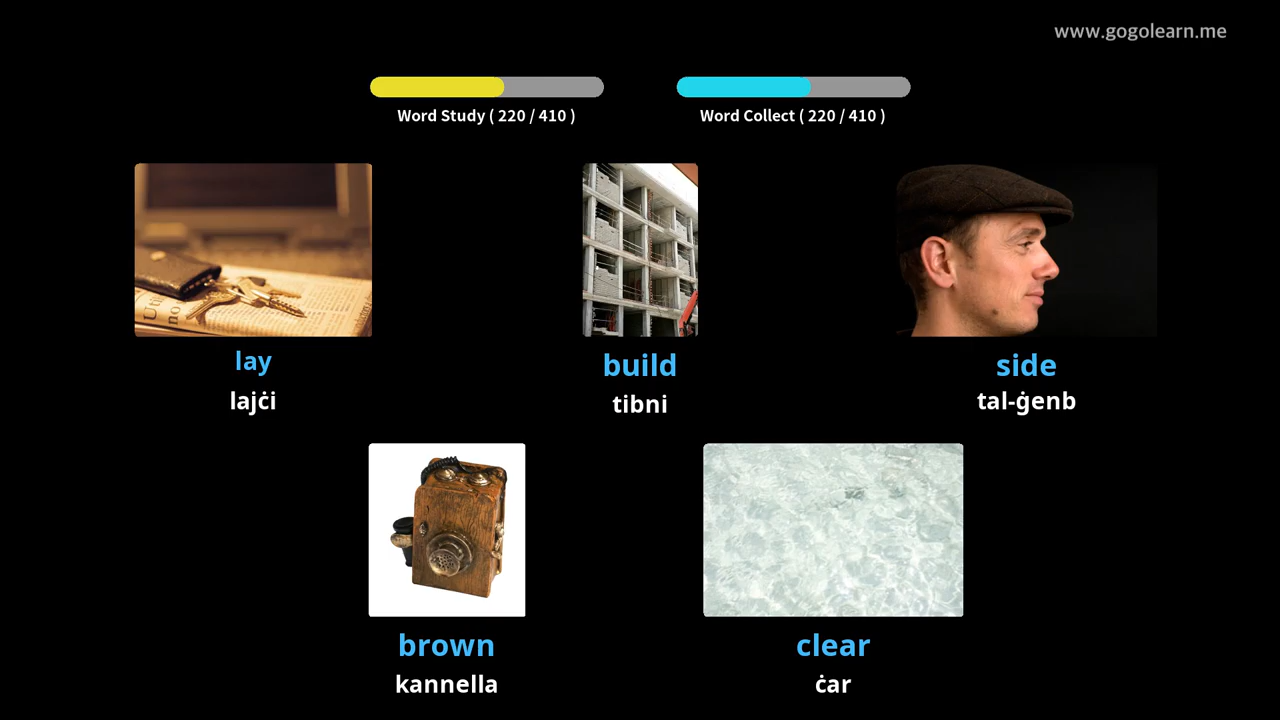 www.gogolearn.me
Word Study ( 220 / 410 )
Word Collect ( 220 / 410 )
lay
lajċi
build
tibni
side
tal-ġenb
brown
kannella
clear
ċar